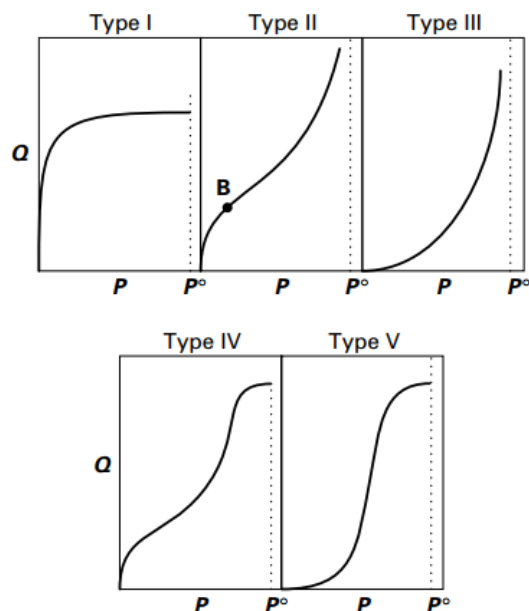 Type I Type II Type III
Q
B
P P° P P° P P°
Type IV Type V
Q
P P° P P°